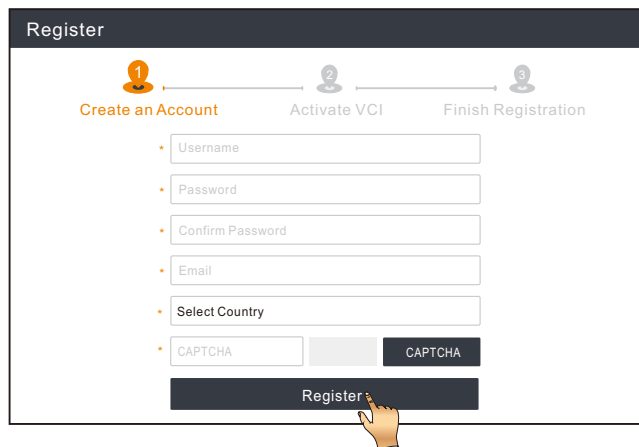 Register
1 2 3
Create an Account Activate VCI Finish Registration
* Username
* Password
* Confirm Password
* Email
* Select Country
* CAPTCHA CAPTCHA
Register